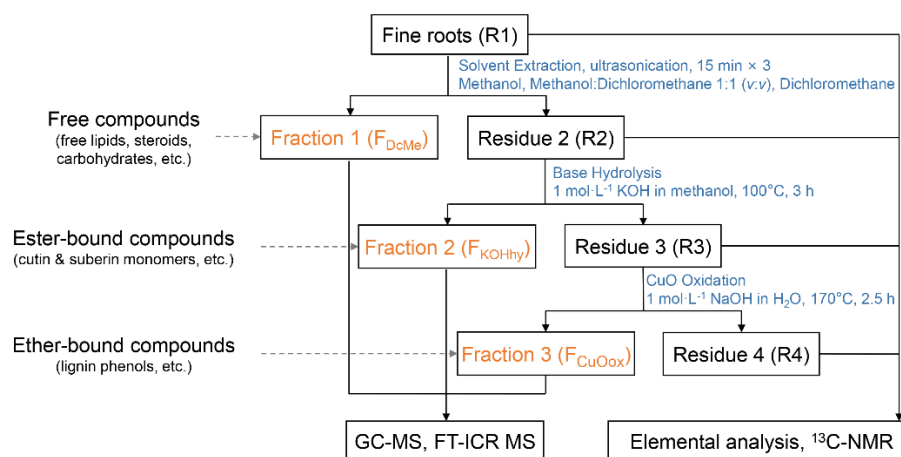 Fine roots (R1)
Solvent Extraction, ultrasonication, 15 min × 3
Methanol, Methanol:Dichloromethane 1:1 (v:v), Dichloromethane
Free compounds
(free lipids, steroids,
carbohydrates, etc.)
Fraction 1 (F_DcMe)
Residue 2 (R2)
Base Hydrolysis
1 mol·L⁻¹ KOH in methanol, 100°C, 3 h
Ester-bound compounds
(cutin & suberin monomers, etc.)
Fraction 2 (F_KOHhy)
Residue 3 (R3)
CuO Oxidation
1 mol·L⁻¹ NaOH in H₂O, 170°C, 2.5 h
Ether-bound compounds
(lignin phenols, etc.)
Fraction 3 (F_CuOox)
Residue 4 (R4)
GC-MS, FT-ICR MS
Elemental analysis, ¹³C-NMR